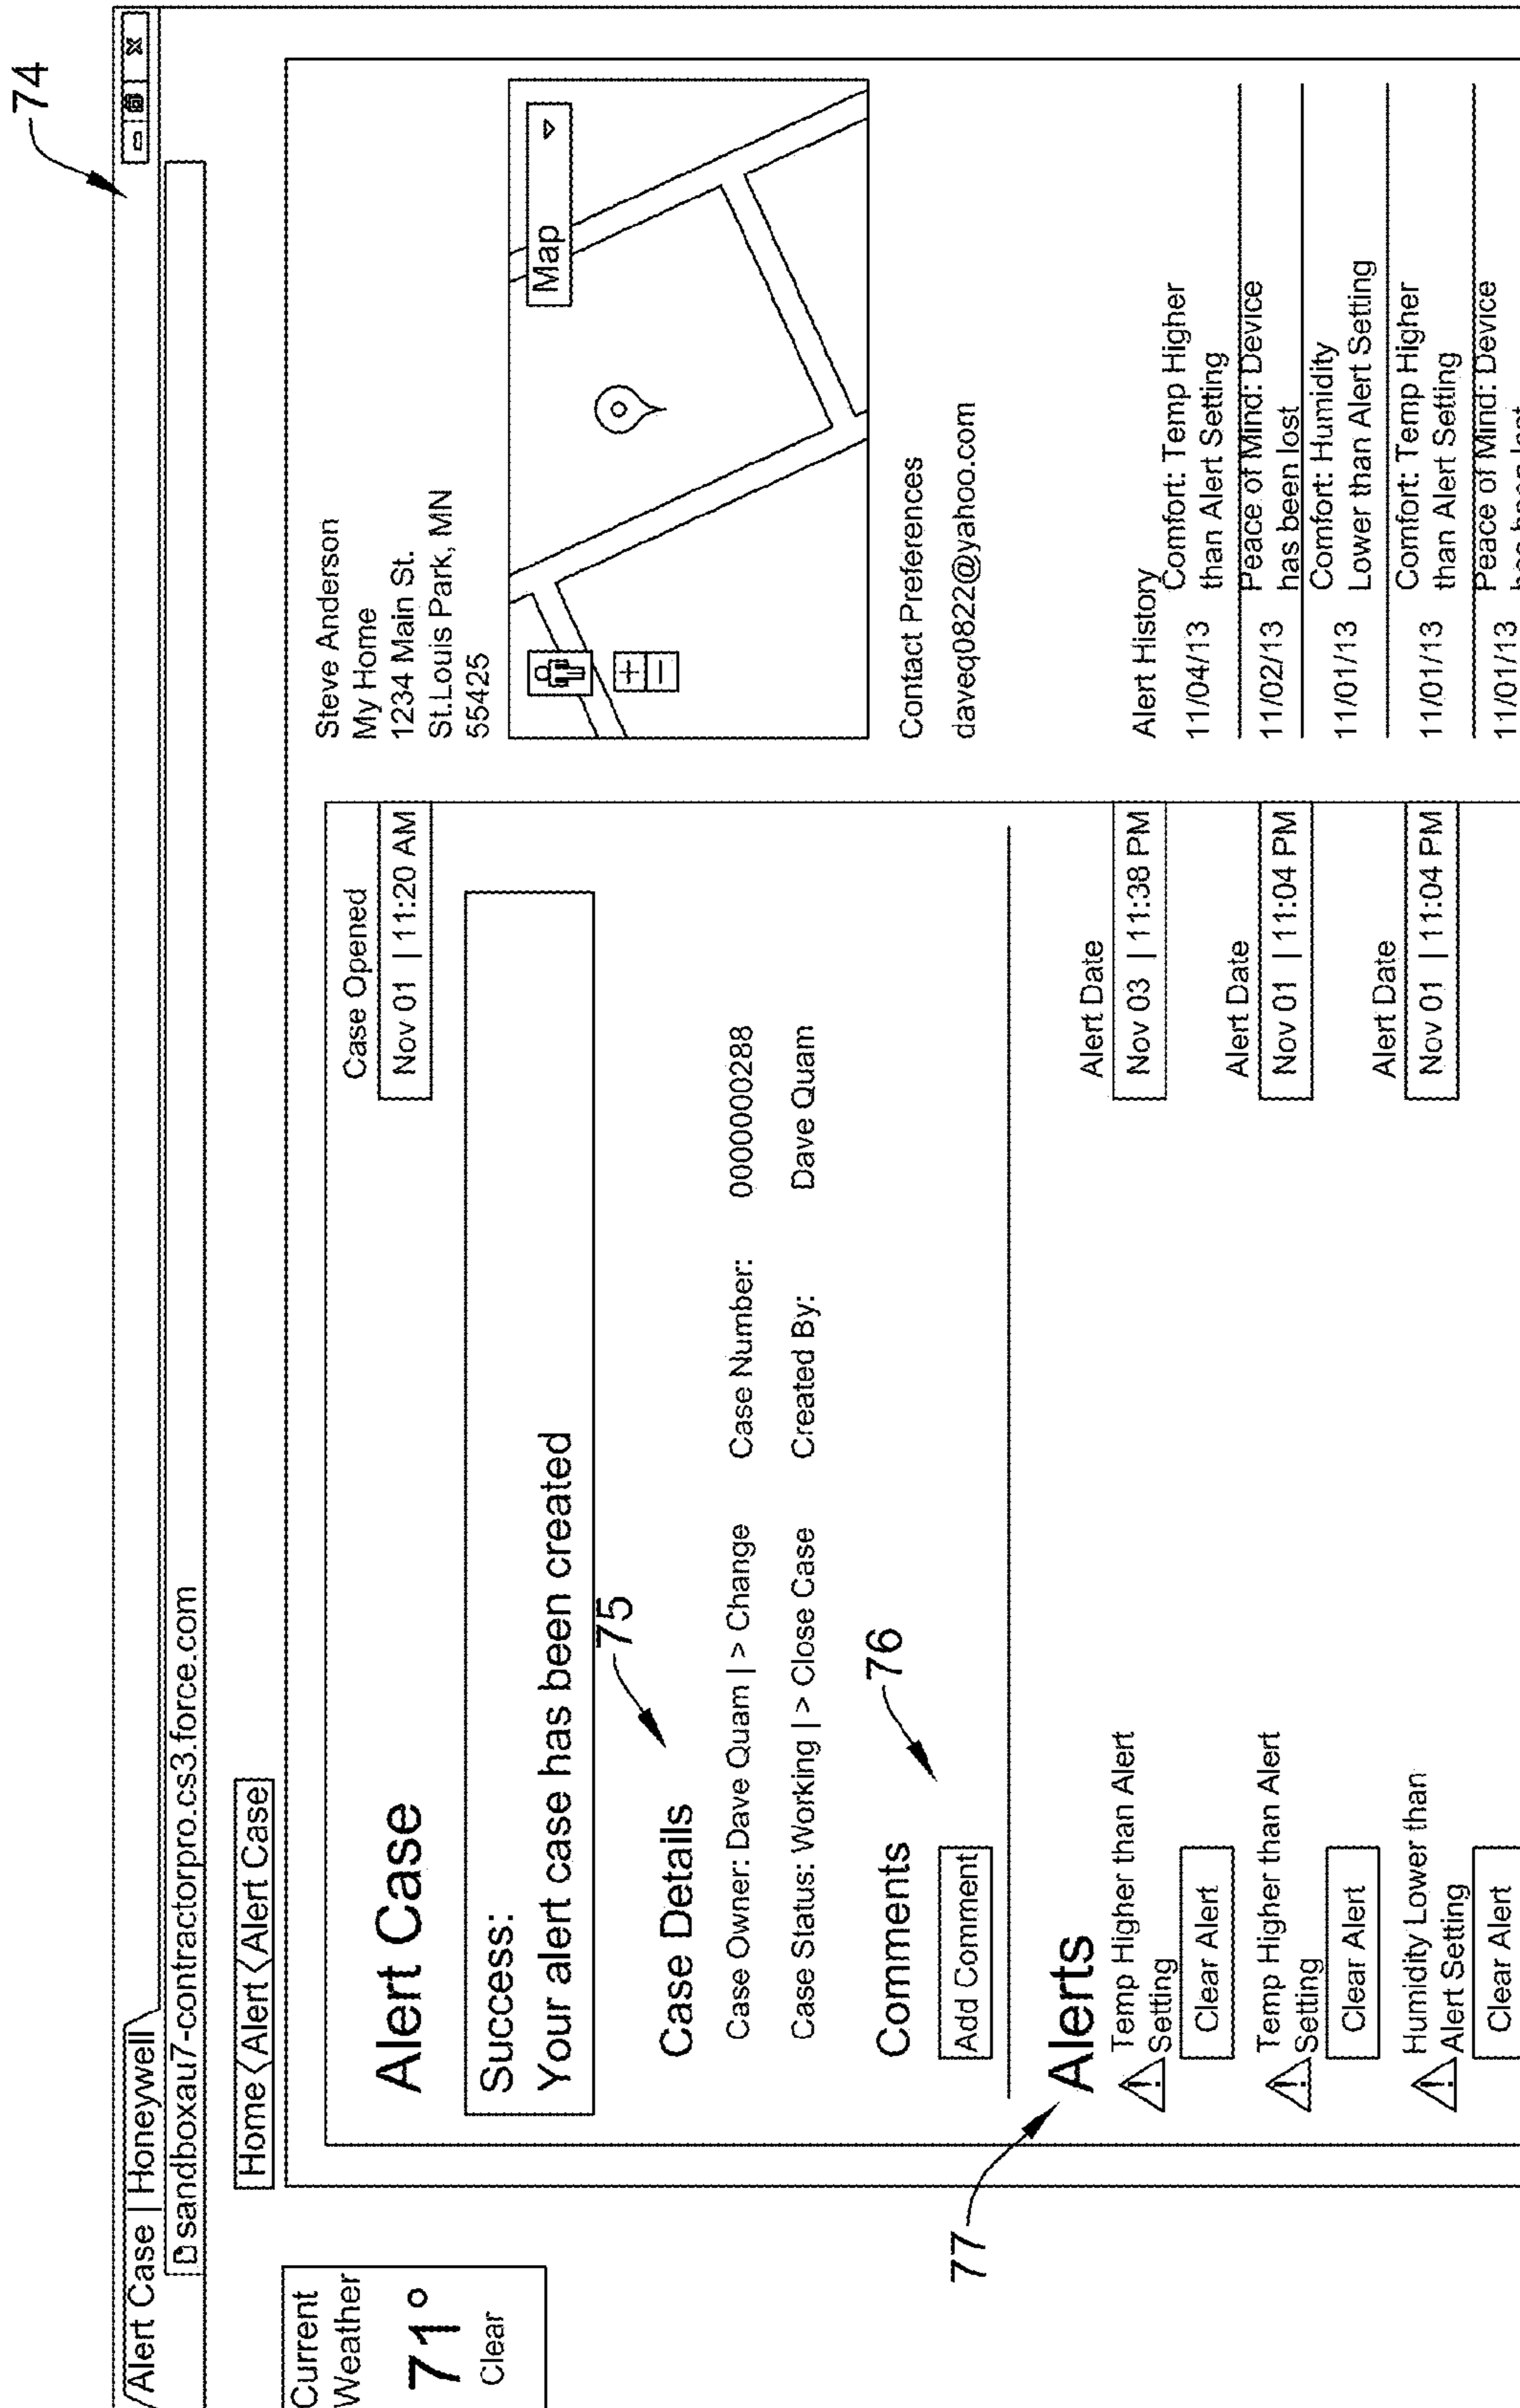 74
Alert Case | Honeywell
sandboxau7-contractorpro.cs3.force.com
Current
Weather
71°
Clear
Home Alert Alert Case
Alert Case
Case Opened
Nov 01 | 11:20 AM
Success:
Your alert case has been created
75
Case Details
Case Owner: Dave Quam | > Change Case Number: 0000000288
Case Status: Working | > Close Case Created By: Dave Quam
76
Comments
Add Comment
77
Alerts
Temp Higher than Alert
Setting
Clear Alert
Alert Date
Nov 03 | 11:38 PM
Temp Higher than Alert
Setting
Clear Alert
Alert Date
Nov 01 | 11:04 PM
Humidity Lower than
Alert Setting
Clear Alert
Alert Date
Nov 01 | 11:04 PM
Steve Anderson
My Home
1234 Main St.
St.Louis Park, MN
55425
Map
Contact Preferences
daveq0822@yahoo.com
Alert History
11/04/13 Comfort: Temp Higher
than Alert Setting
11/02/13 Peace of Mind: Device
has been lost
11/01/13 Comfort: Humidity
Lower than Alert Setting
11/01/13 Comfort: Temp Higher
than Alert Setting
11/01/13 Peace of Mind: Device